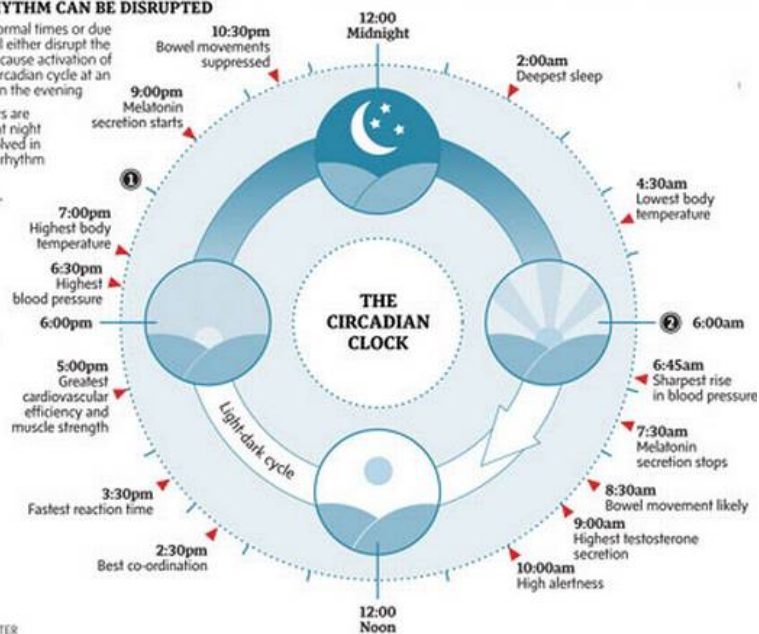 YTHM CAN BE DISRUPTED
ormal times or due
l either disrupt the
cause activation of
rcadian cycle at an
n the evening
s are
t night
lved in
rhythm
12:00
Midnight
10:30pm
Bowel movements
suppressed
2:00am
Deepest sleep
9:00pm
Melatonin
secretion starts
1
4:30am
Lowest body
temperature
7:00pm
Highest body
temperature
6:30pm
Highest
blood pressure
6:00pm
THE
CIRCADIAN
CLOCK
2 6:00am
5:00pm
Greatest
cardiovascular
efficiency and
muscle strength
6:45am
Sharpest rise
in blood pressure
Light-dark cycle
7:30am
Melatonin
secretion stops
3:30pm
Fastest reaction time
8:30am
Bowel movement likely
9:00am
Highest testosterone
secretion
2:30pm
Best co-ordination
10:00am
High alertness
12:00
Noon
TER